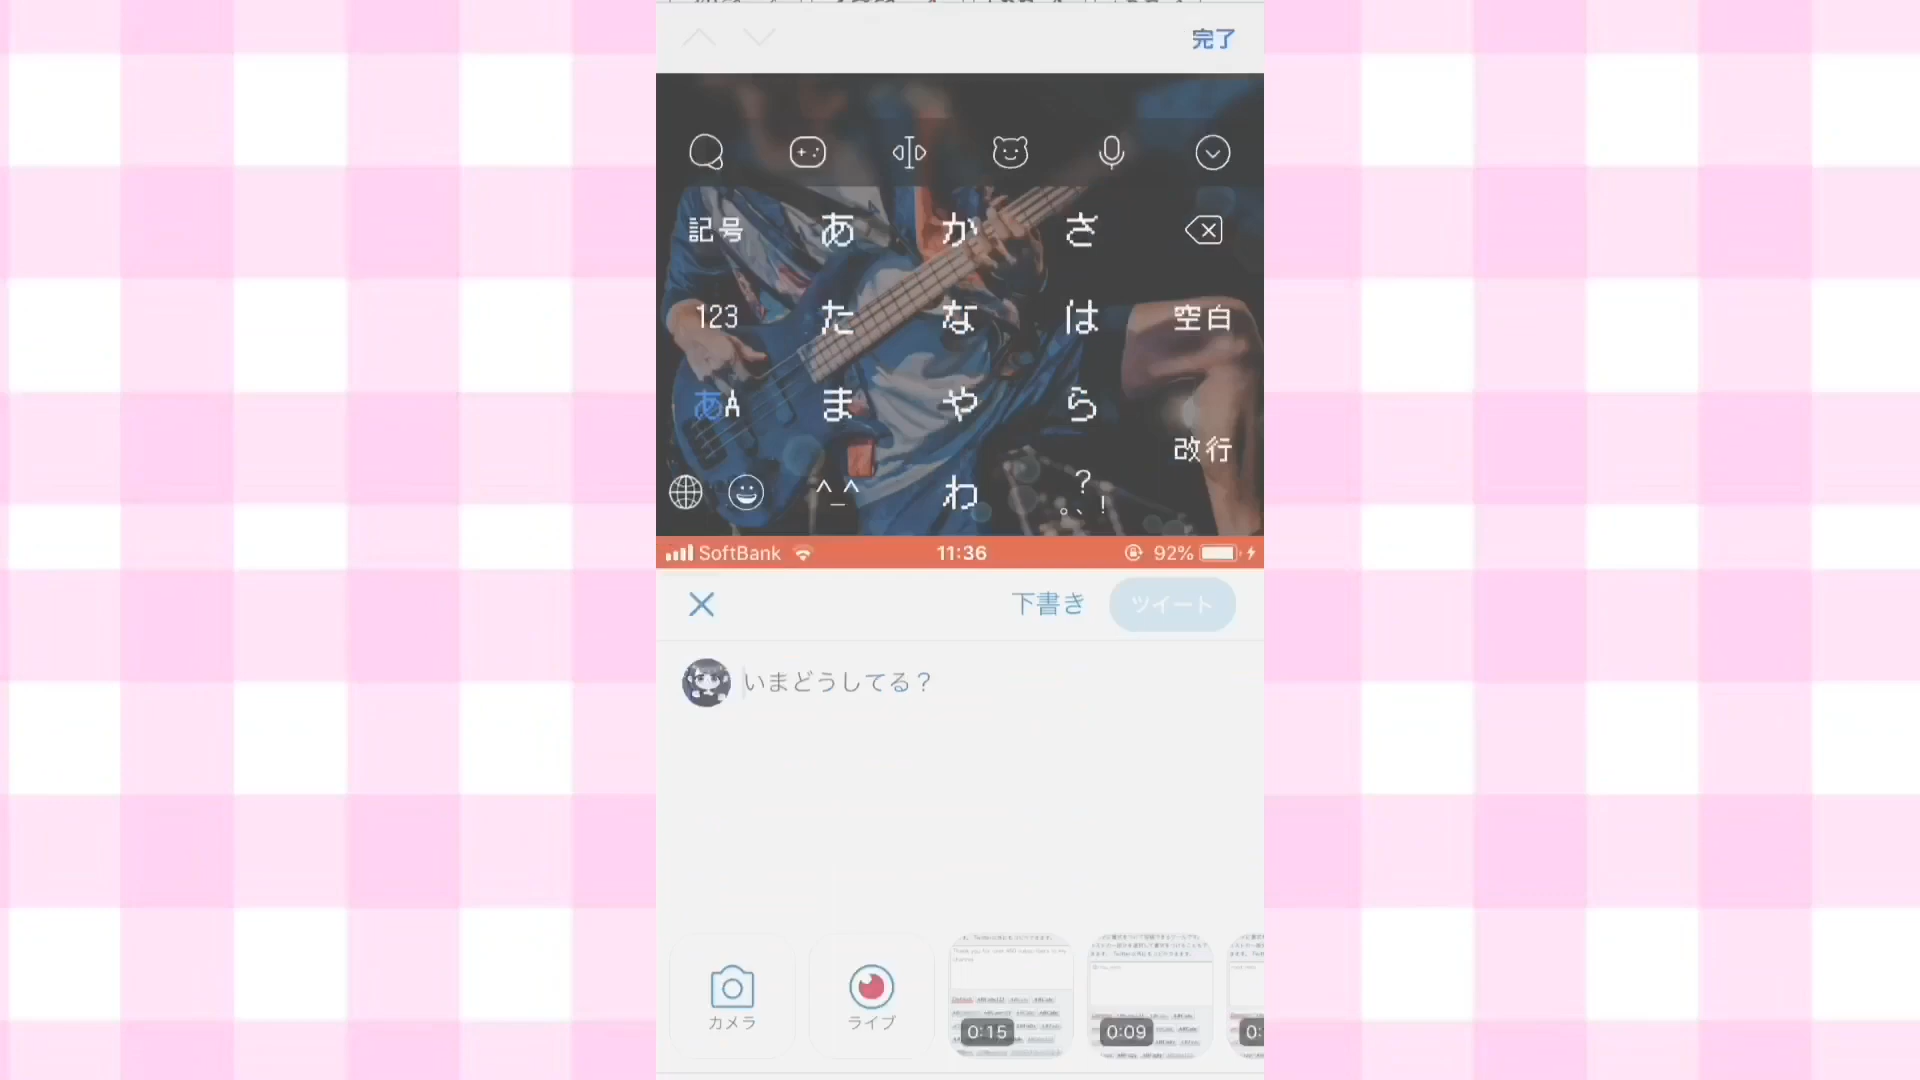 完了
記号 あ か さ
123 た な は 空白
あA ま や ら
改行
^_^ わ 。、?!
SoftBank 11:36 92%
下書き ツイート
いまどうしてる？
カメラ ライブ 0:15 0:09